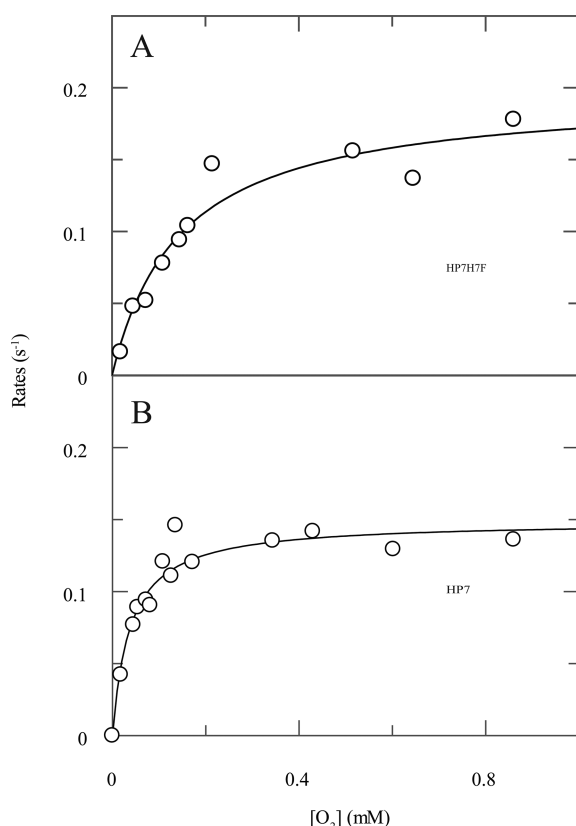 A
0.2
0.1
HP7H7F
0
Rates (s⁻¹)
B
0.2
0.1
HP7
0
0 0.4 0.8
[O₂] (mM)